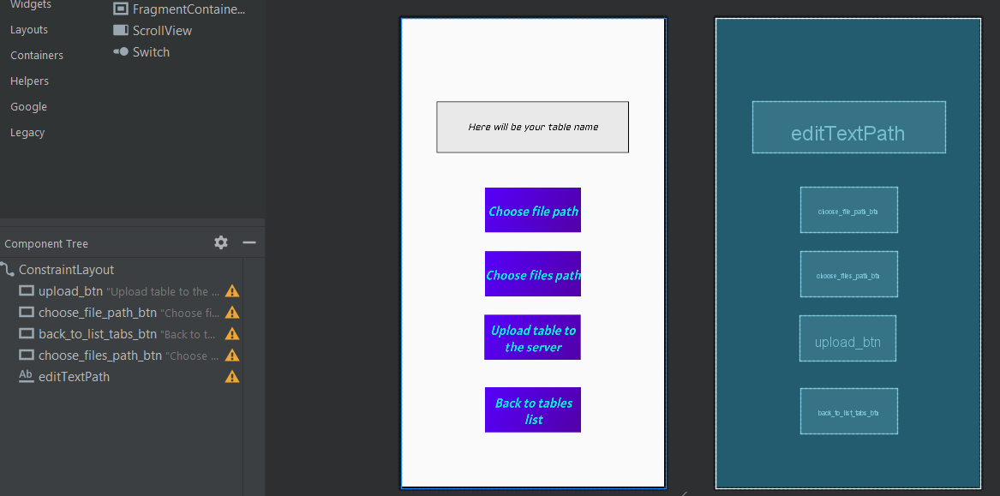 Widgets
Layouts
Containers
Helpers
Google
Legacy
FragmentContaine...
ScrollView
Switch
Component Tree
ConstraintLayout
upload_btn "Upload table to the ...
choose_file_path_btn "Choose fi...
back_to_list_tabs_btn "Back to t...
choose_files_path_btn "Choose ...
Ab editTextPath
Here will be your table name
Choose file path
Choose files path
Upload table to
the server
Back to tables
list
editTextPath
choose_file_path_btn
choose_files_path_btn
upload_btn
back_to_list_tabs_btn